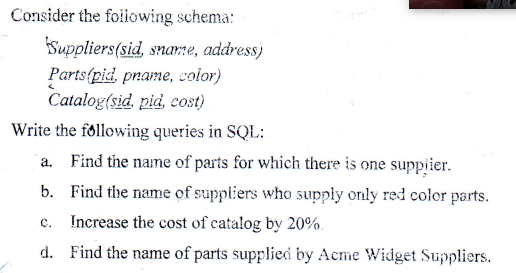 Consider the following schema:
Suppliers(sid, sname, address)
Parts(pid, pname, color)
Catalog(sid, pid, cost)
Write the following queries in SQL:
a. Find the name of parts for which there is one supplier.
b. Find the name of suppliers who supply only red color parts.
c. Increase the cost of catalog by 20%.
d. Find the name of parts supplied by Acme Widget Suppliers.